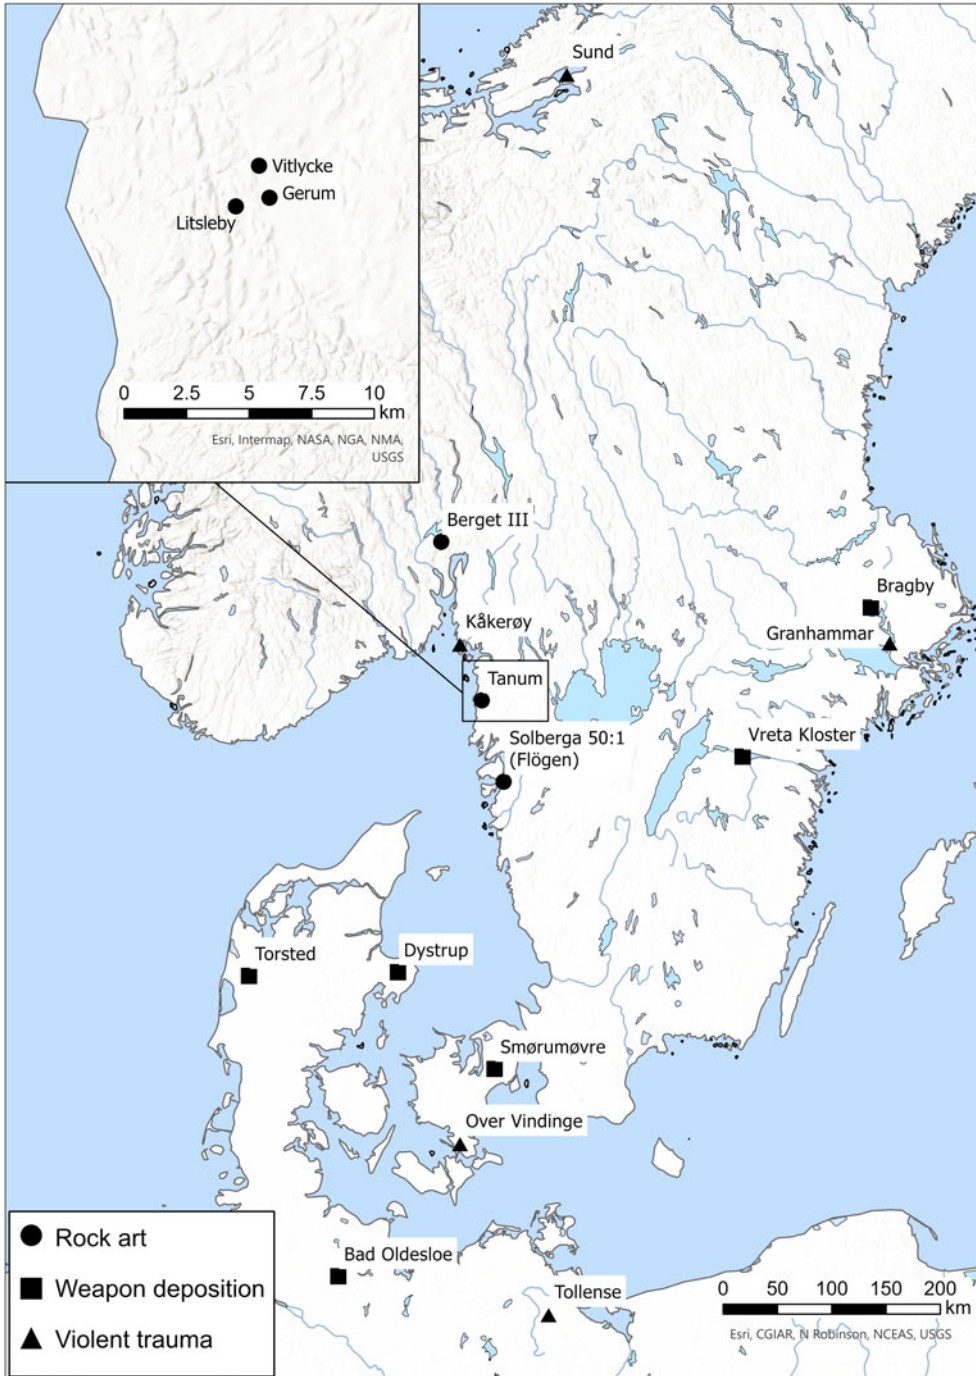 Sund
Vitlycke
Gerum
Litsleby
0 2.5 5 7.5 10
km
Esri, Intermap, NASA, NGA, NMA,
USGS
Berget III
Bragby
Kåkerøy
Granhammar
Tanum
Solberga 50:1
(Flögen)
Vreta Kloster
Torsted
Dystrup
Smørumøvre
Over Vindinge
Rock art
Weapon deposition
Violent trauma
Bad Oldesloe
Tollense
0 50 100 150 200
km
Esri, CGIAR, N Robinson, NCEAS, USGS